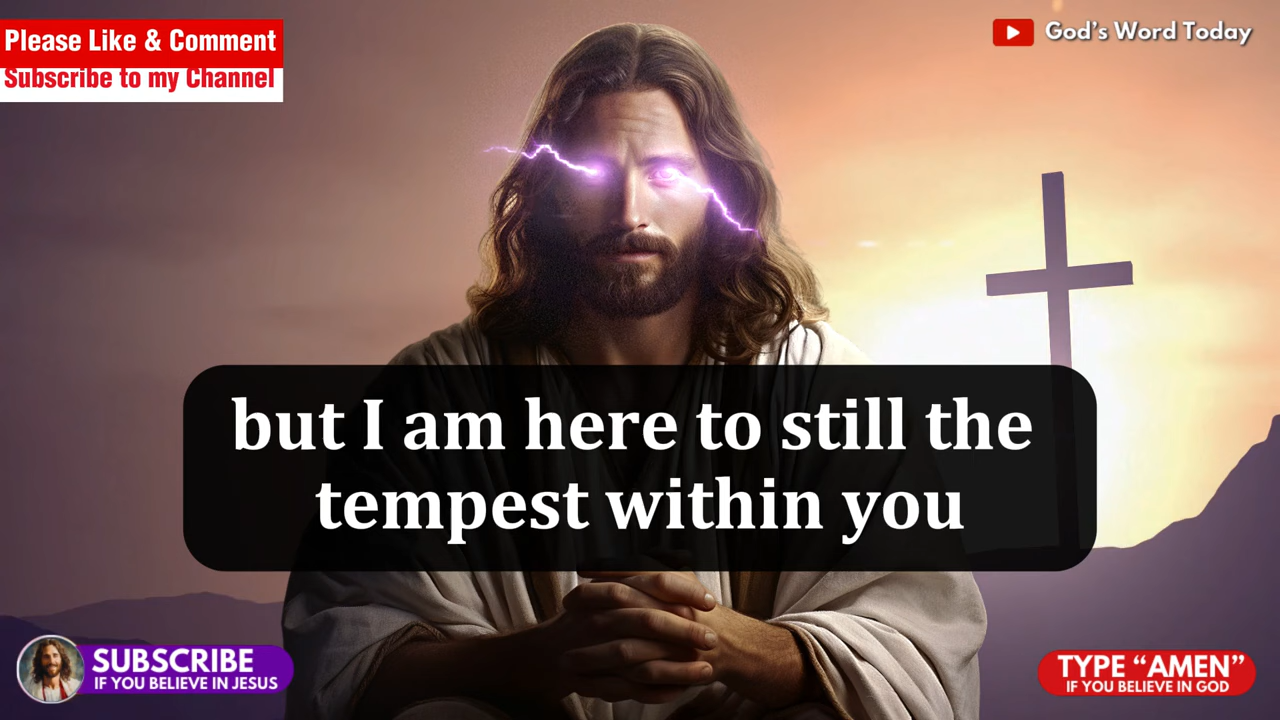 Please Like & Comment
Subscribe to my Channel
God's Word Today
but I am here to still the
tempest within you
SUBSCRIBE
IF YOU BELIEVE IN JESUS
TYPE “AMEN”
IF YOU BELIEVE IN GOD